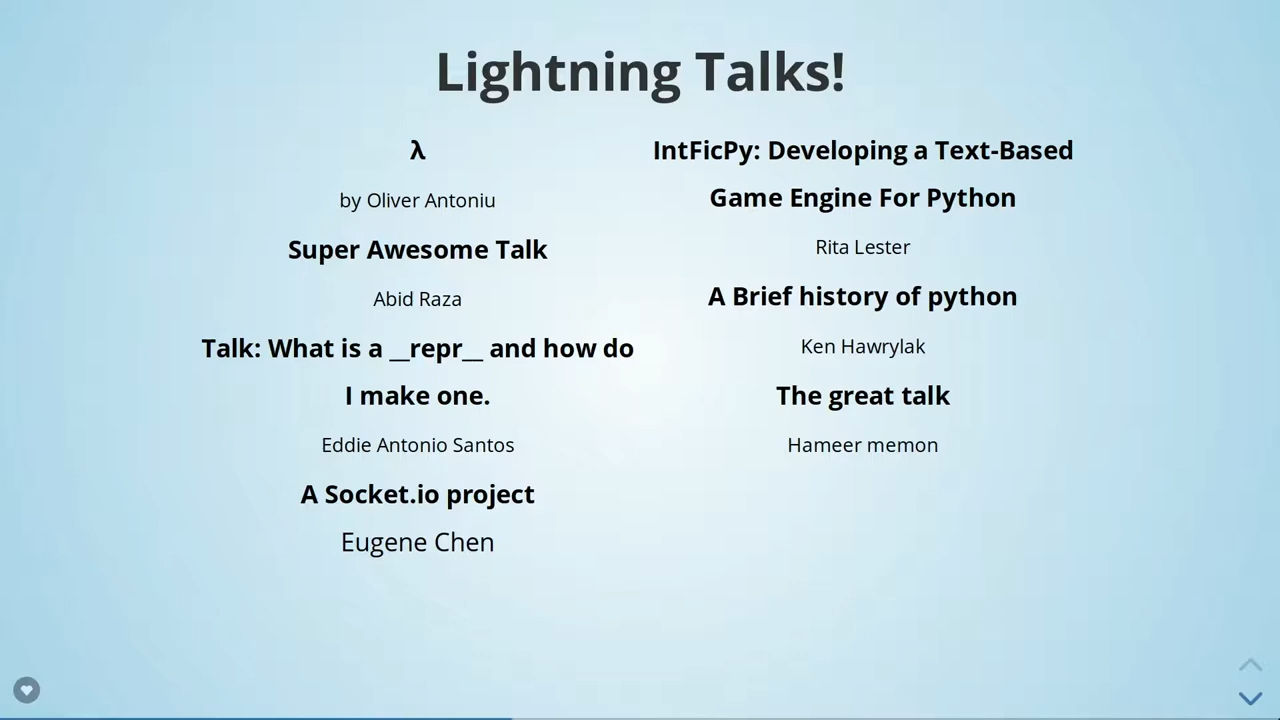 Lightning Talks!
λ
by Oliver Antoniu
Super Awesome Talk
Abid Raza
Talk: What is a __repr__ and how do
I make one.
Eddie Antonio Santos
A Socket.io project
Eugene Chen
IntFicPy: Developing a Text-Based
Game Engine For Python
Rita Lester
A Brief history of python
Ken Hawrylak
The great talk
Hameer memon